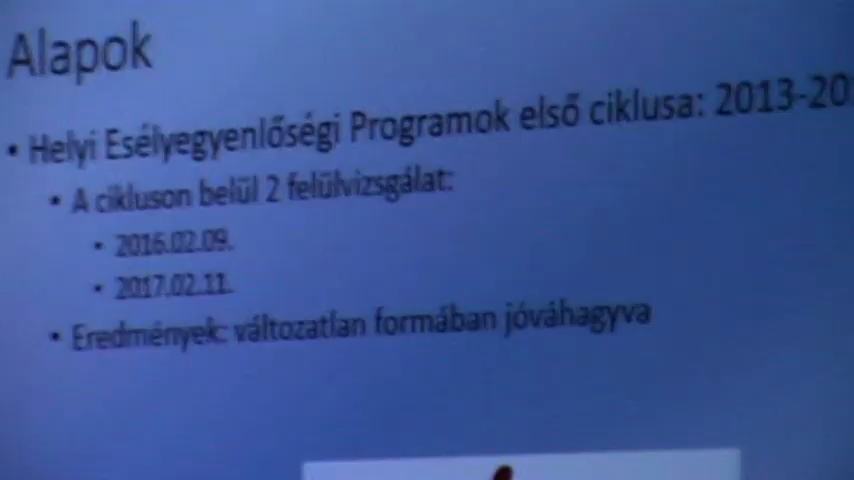 Alapok
• Helyi Esélyegyenlőségi Programok első ciklusa: 2013-20
• A cikluson belül 2 felülvizsgálat:
• 2016.02.09.
• 2017.02.11.
• Eredmények: változatlan formában jóváhagyva